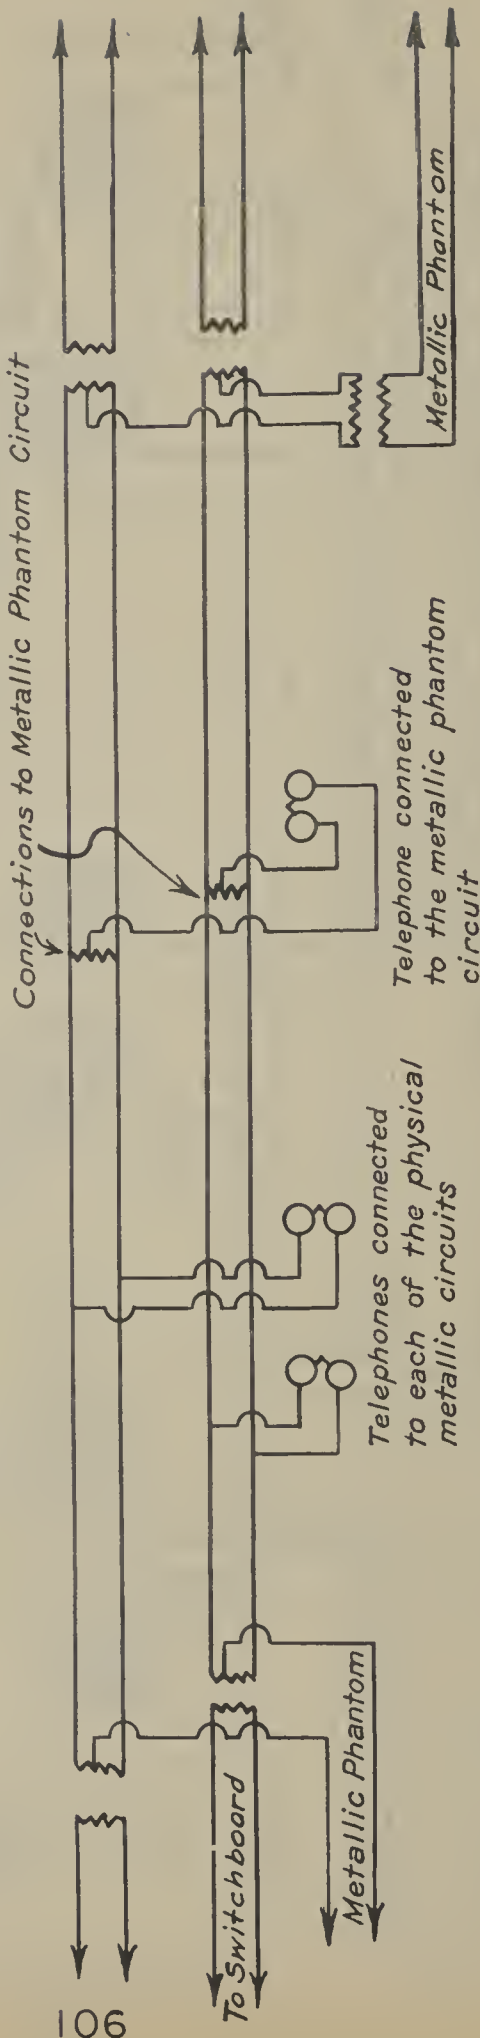 Connections to Metallic Phantom Circuit
Metallic Phantom
Telephone connected
to the metallic phantom
circuit
Telephones connected
to each of the physical
metallic circuits
To Switchboard
Metallic Phantom
106